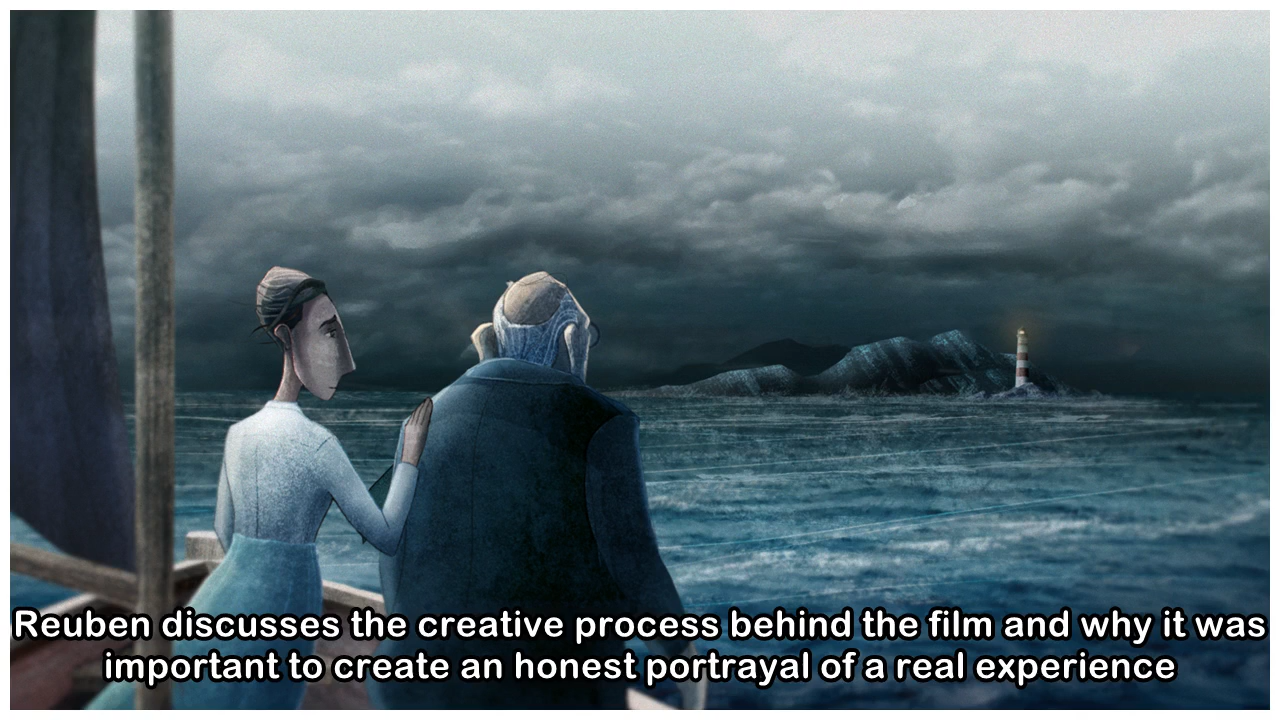 Reuben discusses the creative process behind the film and why it was
important to create an honest portrayal of a real experience